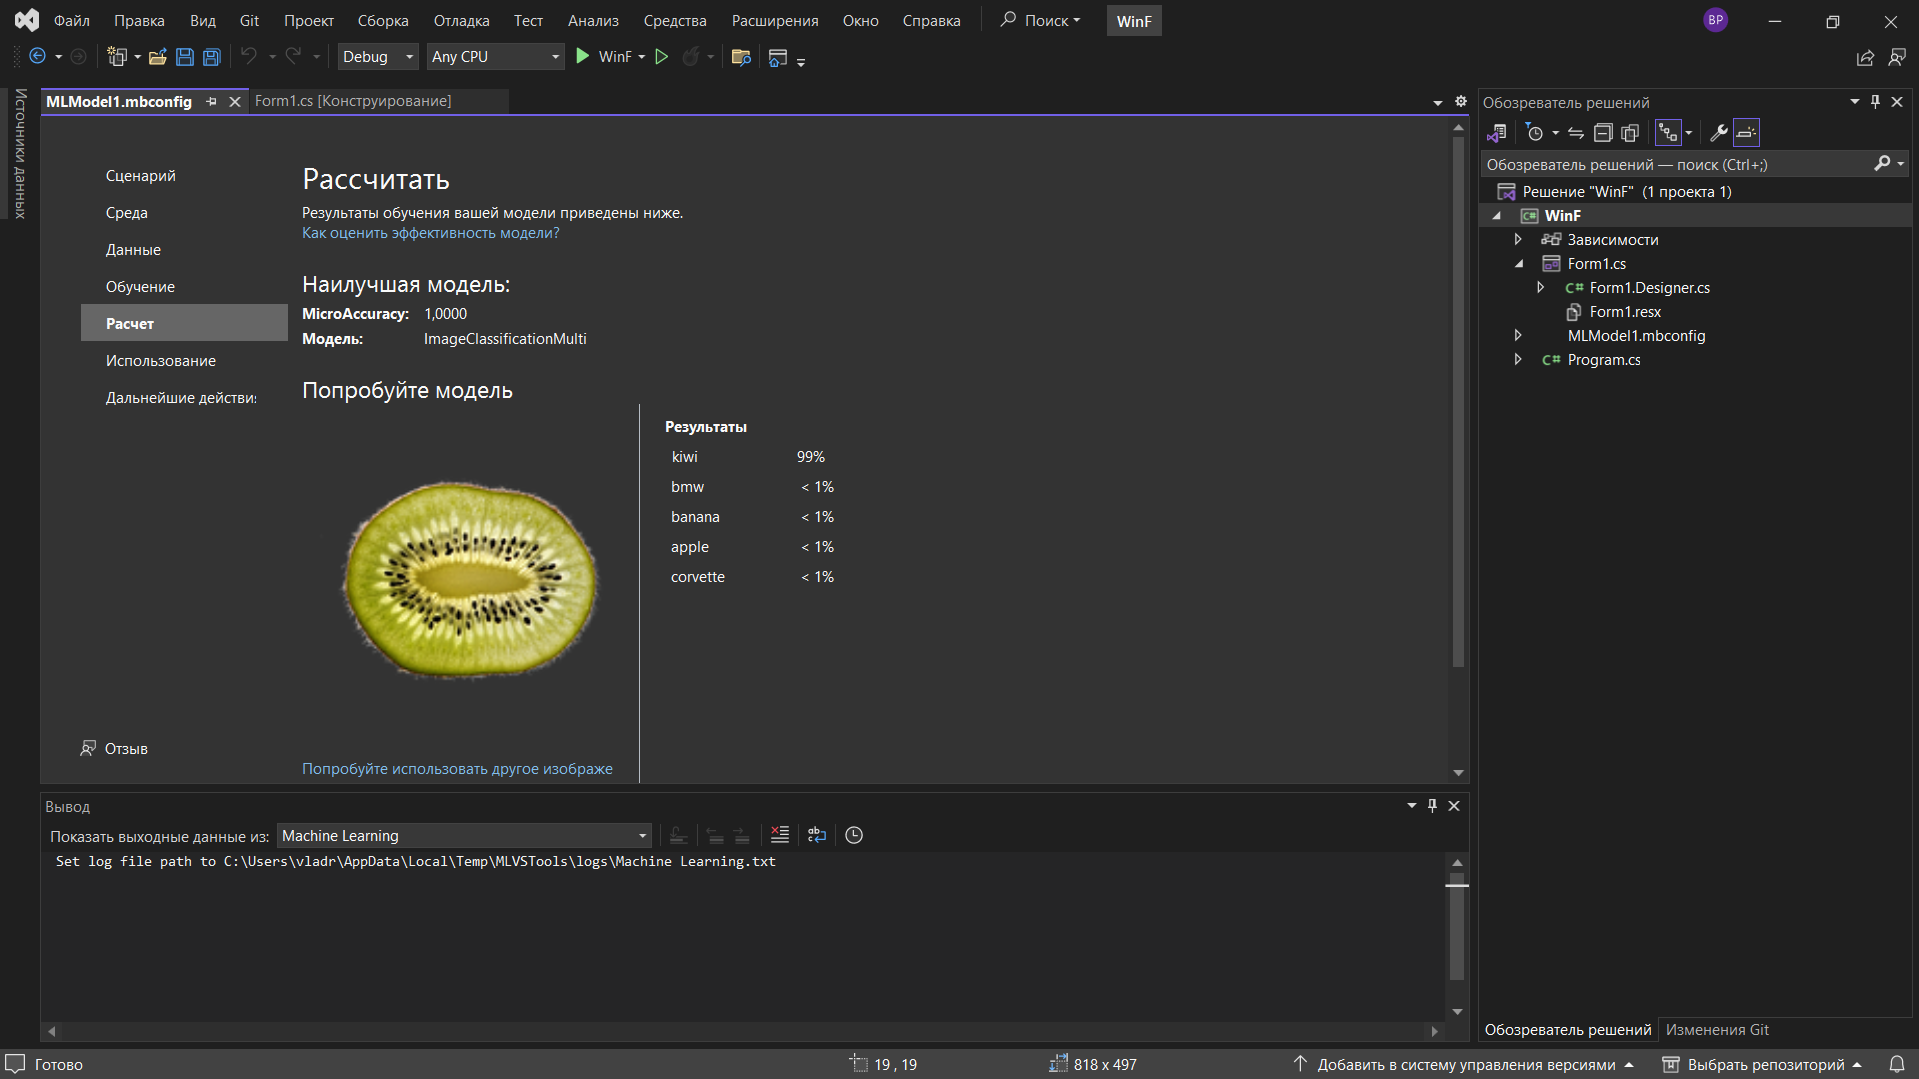 Файл Правка Вид Git Проект Сборка Отладка Тест Анализ Средства Расширения Окно Справка Поиск WinF BP
Debug Any CPU WinF
Источники данных
MLModel1.mbconfig Form1.cs [Конструирование]
Сценарий
Среда
Данные
Обучение
Расчет
Использование
Дальнейшие действи
Отзыв
Рассчитать
Результаты обучения вашей модели приведены ниже.
Как оценить эффективность модели?
Наилучшая модель:
MicroAccuracy: 1,0000
Модель: ImageClassificationMulti
Попробуйте модель
Результаты
kiwi 99%
bmw < 1%
banana < 1%
apple < 1%
corvette < 1%
Попробуйте использовать другое изображе
Вывод
Показать выходные данные из: Machine Learning
Set log file path to C:\Users\vladr\AppData\Local\Temp\MLVSTools\logs\Machine Learning.txt
Обозреватель решений
Обозреватель решений — поиск (Ctrl+;)
Решение "WinF" (1 проекта 1)
WinF
Зависимости
Form1.cs
Form1.Designer.cs
Form1.resx
MLModel1.mbconfig
Program.cs
Обозреватель решений Изменения Git
Готово 19 , 19 818 x 497 Добавить в систему управления версиями Выбрать репозиторий